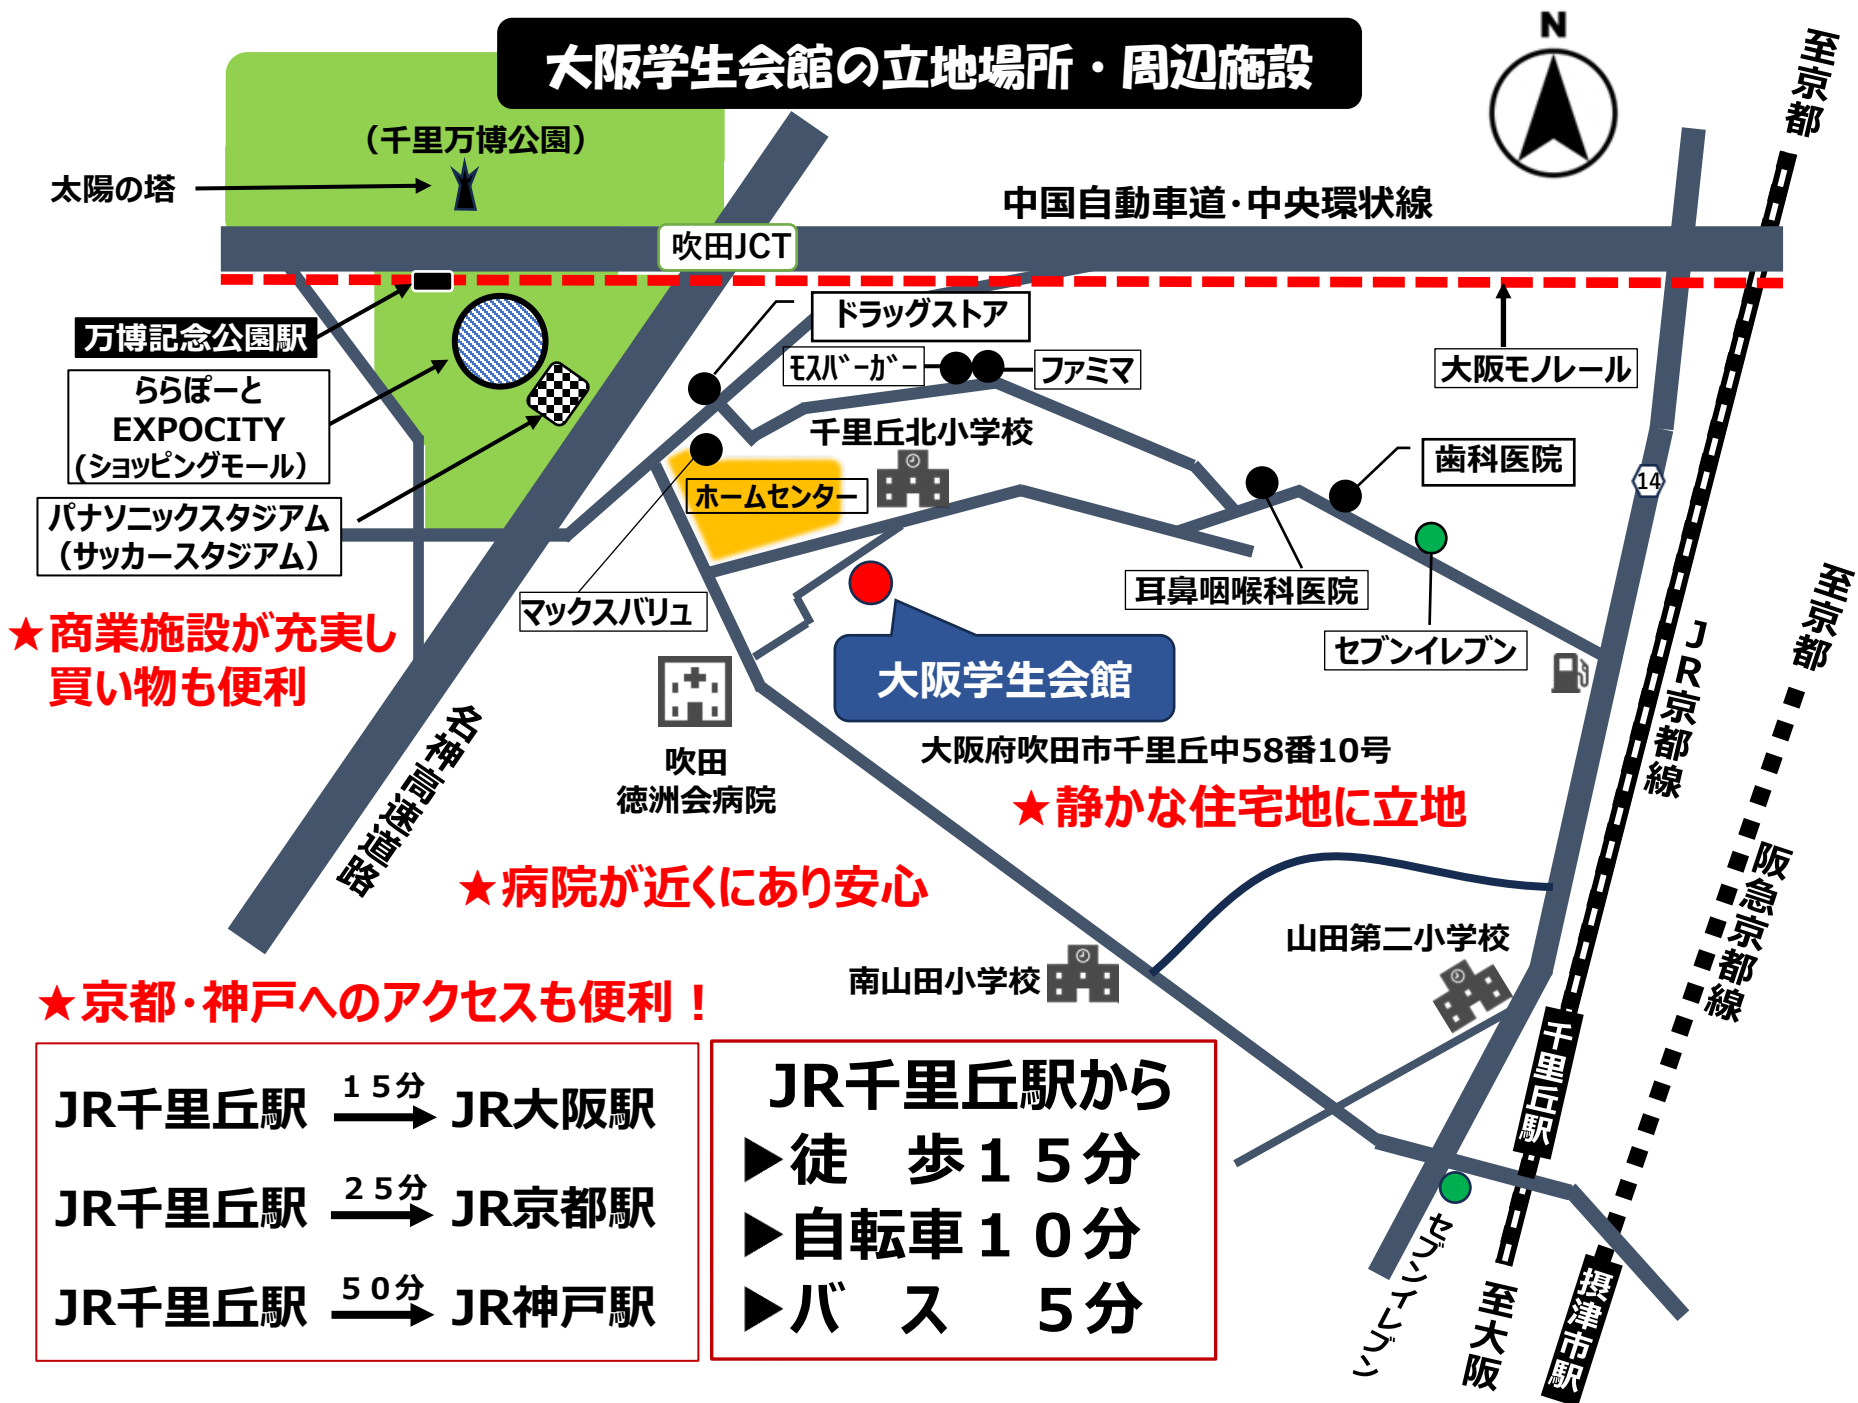 大阪学生会館の立地場所・周辺施設
N
至京都
(千里万博公園)
太陽の塔
中国自動車道・中央環状線
吹田JCT
ドラッグストア
万博記念公園駅
モスバーガー
ファミマ
大阪モノレール
ららぽーと
EXPOCITY
(ショッピングモール)
千里丘北小学校
歯科医院
14
ホームセンター
パナソニックスタジアム
(サッカースタジアム)
マックスバリュ
耳鼻咽喉科医院
セブンイレブン
至京都
★商業施設が充実し
買い物も便利
JR京都線
大阪学生会館
名神高速道路
吹田
徳洲会病院
大阪府吹田市千里丘中58番10号
★静かな住宅地に立地
阪急京都線
★病院が近くにあり安心
山田第二小学校
南山田小学校
★京都・神戸へのアクセスも便利！
千里丘駅
JR千里丘駅 15分 JR大阪駅
JR千里丘駅 25分 JR京都駅
JR千里丘駅 50分 JR神戸駅
JR千里丘駅から
▶徒　歩15分
▶自転車10分
▶バ　ス　5分
セブンイレブン
至大阪
摂津市駅